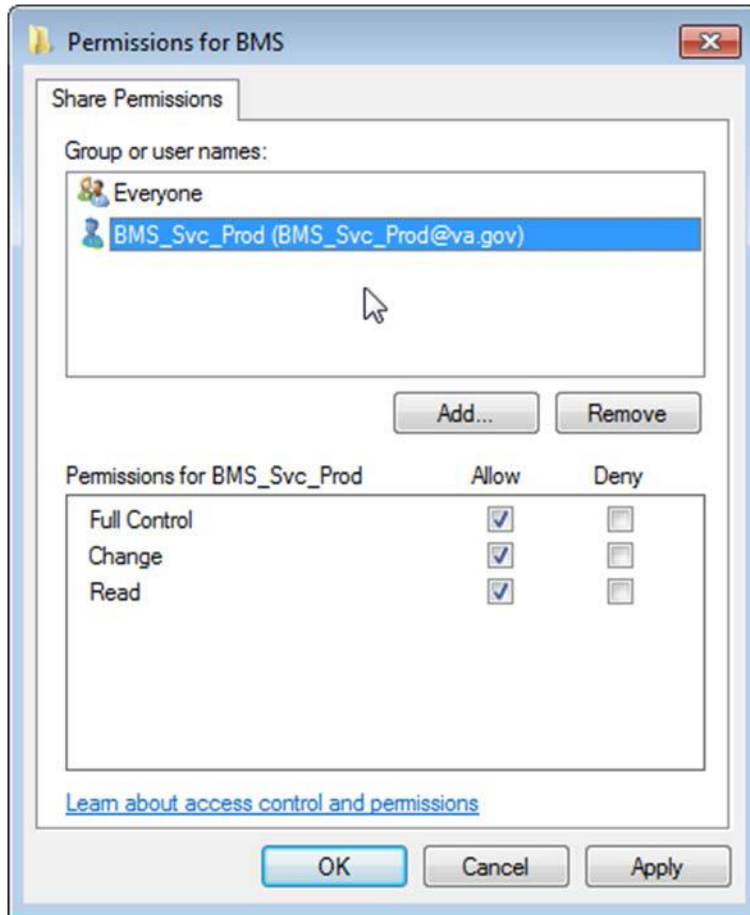 Permissions for BMS
Share Permissions
Group or user names:
Everyone
BMS_Svc_Prod (BMS_Svc_Prod@va.gov)
Add... Remove
Permissions for BMS_Svc_Prod Allow Deny
Full Control
Change
Read
Learn about access control and permissions
OK Cancel Apply